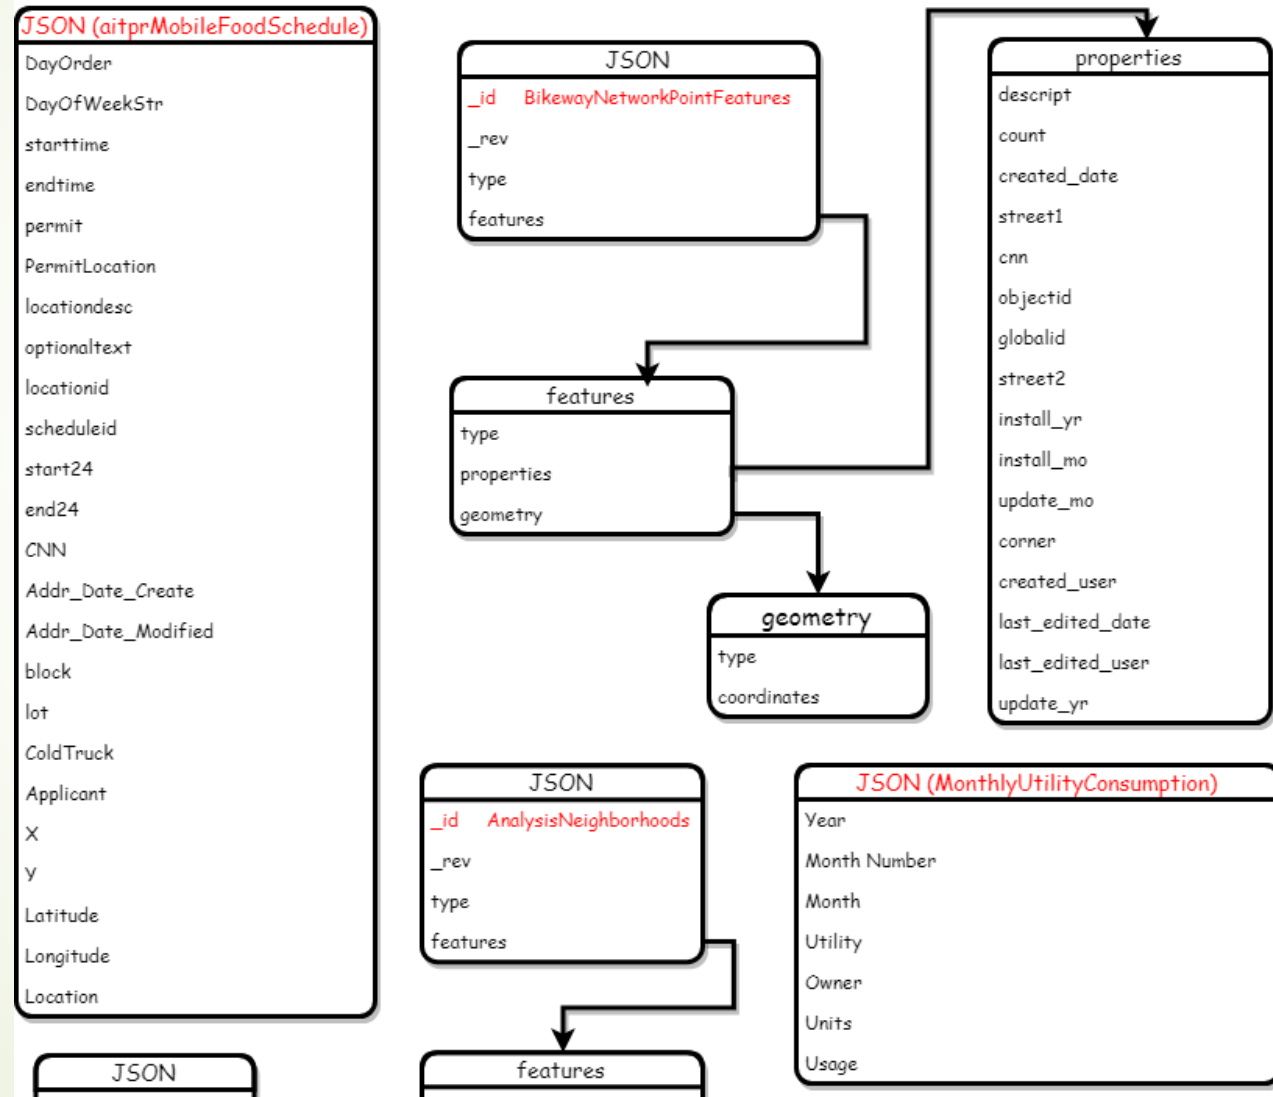 JSON (aitprMobileFoodSchedule)
DayOrder
DayOfWeekStr
starttime
endtime
permit
PermitLocation
locationdesc
optionaltext
locationid
scheduleid
start24
end24
CNN
Addr_Date_Create
Addr_Date_Modified
block
lot
ColdTruck
Applicant
X
Y
Latitude
Longitude
Location
JSON
_id BikewayNetworkPointFeatures
_rev
type
features
features
type
properties
geometry
geometry
type
coordinates
properties
descript
count
created_date
street1
cnn
objectid
globalid
street2
install_yr
install_mo
update_mo
corner
created_user
last_edited_date
last_edited_user
update_yr
JSON
_id AnalysisNeighborhoods
_rev
type
features
JSON (MonthlyUtilityConsumption)
Year
Month Number
Month
Utility
Owner
Units
Usage
JSON
features